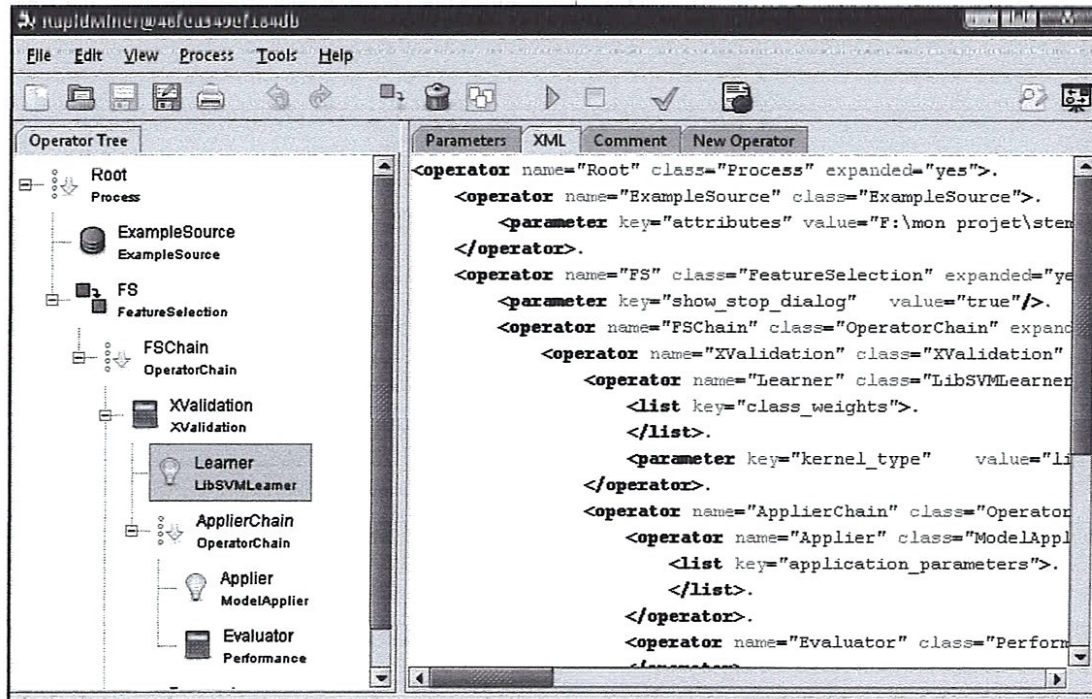 File Edit View Process Tools Help
Operator Tree
Root
Process
ExampleSource
ExampleSource
FS
FeatureSelection
FSChain
OperatorChain
XValidation
XValidation
Learner
LibSVMLearner
ApplierChain
OperatorChain
Applier
ModelApplier
Evaluator
Performance
Parameters XML Comment New Operator
<operator name="Root" class="Process" expanded="yes">.
<operator name="ExampleSource" class="ExampleSource">.
<parameter key="attributes" value="F:\mon projet\stem
</operator>.
<operator name="FS" class="FeatureSelection" expanded="ye
<parameter key="show_stop_dialog" value="true"/>.
<operator name="FSChain" class="OperatorChain" expand
<operator name="XValidation" class="XValidation"
<operator name="Learner" class="LibSVMLearner
<list key="class_weights">.
</list>.
<parameter key="kernel_type" value="li
</operator>.
<operator name="ApplierChain" class="Operator
<operator name="Applier" class="ModelAppl
<list key="application_parameters">.
</list>.
</operator>.
<operator name="Evaluator" class="Perform